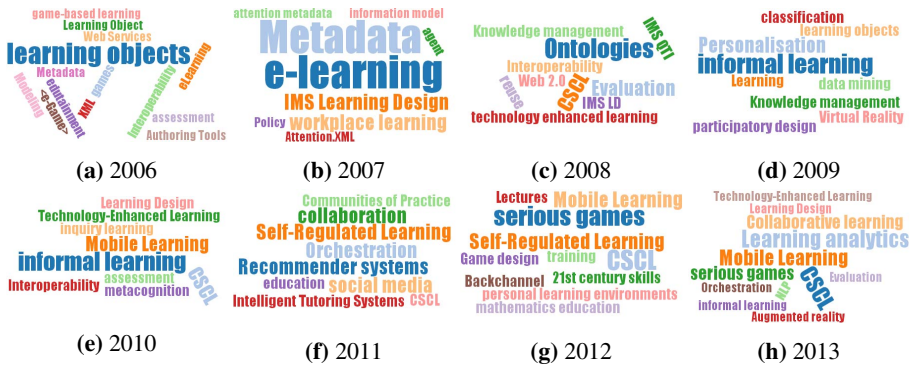 game-based learning
Learning Object
Web Services
learning objects
Metadata
games
eLearning
Modeling
edutainment
<e-Game>
XML
Interoperability
assessment
Authoring Tools
(a) 2006
attention metadata
information model
Metadata
agent
e-learning
IMS Learning Design
Policy
workplace learning
Attention.XML
(b) 2007
Knowledge management
IMS QTI
Ontologies
Interoperability
Web 2.0
CSCL
Evaluation
reuse
IMS LD
technology enhanced learning
(c) 2008
classification
learning objects
Personalisation
informal learning
Learning
data mining
Knowledge management
Virtual Reality
participatory design
(d) 2009
Learning Design
Technology-Enhanced Learning
inquiry learning
Mobile Learning
informal learning
CSCL
Interoperability
assessment
metacognition
(e) 2010
Communities of Practice
collaboration
Self-Regulated Learning
Orchestration
Recommender systems
education
social media
Intelligent Tutoring Systems
CSCL
(f) 2011
Lectures
Mobile Learning
serious games
Self-Regulated Learning
Game design
training
CSCL
Backchannel
21st century skills
personal learning environments
mathematics education
(g) 2012
Technology-Enhanced Learning
Learning Design
Collaborative learning
Learning analytics
Mobile Learning
serious games
CSCL
Evaluation
Orchestration
NLP
informal learning
Augmented reality
(h) 2013